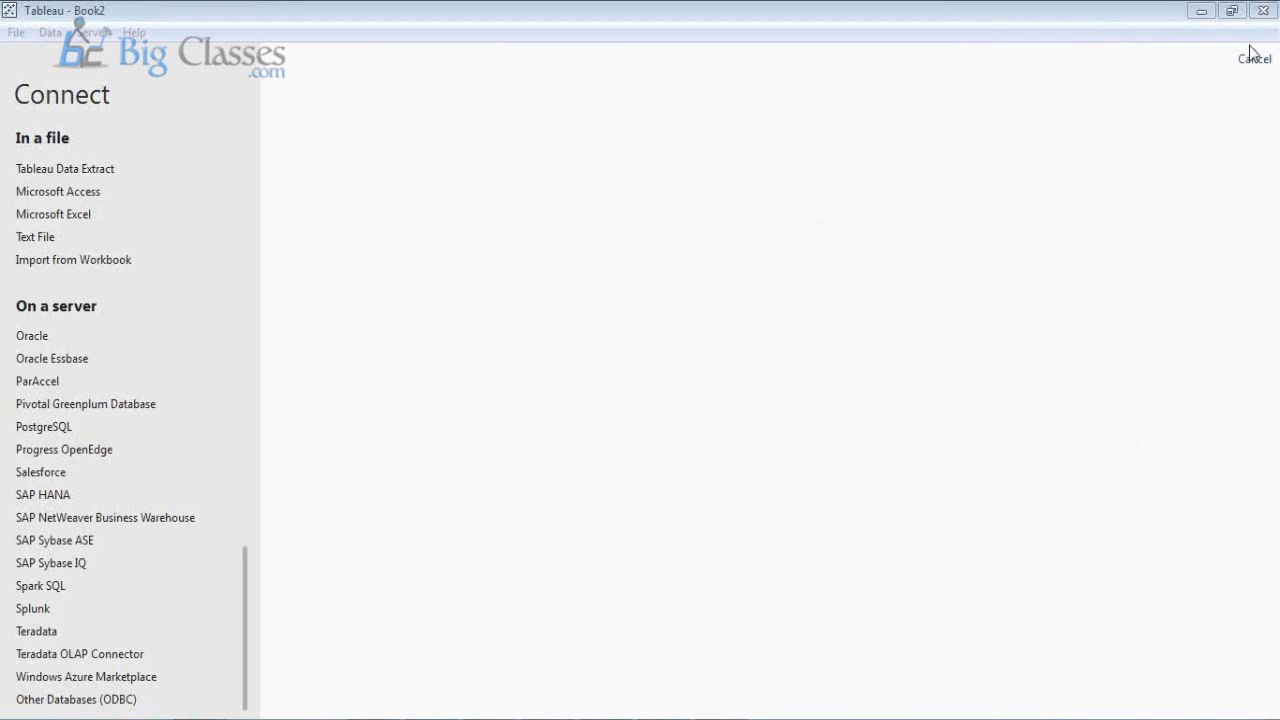 Tableau - Book2
File Data Server Help
Big Classes
.com
Cancel
Connect
In a file
Tableau Data Extract
Microsoft Access
Microsoft Excel
Text File
Import from Workbook
On a server
Oracle
Oracle Essbase
ParAccel
Pivotal Greenplum Database
PostgreSQL
Progress OpenEdge
Salesforce
SAP HANA
SAP NetWeaver Business Warehouse
SAP Sybase ASE
SAP Sybase IQ
Spark SQL
Splunk
Teradata
Teradata OLAP Connector
Windows Azure Marketplace
Other Databases (ODBC)